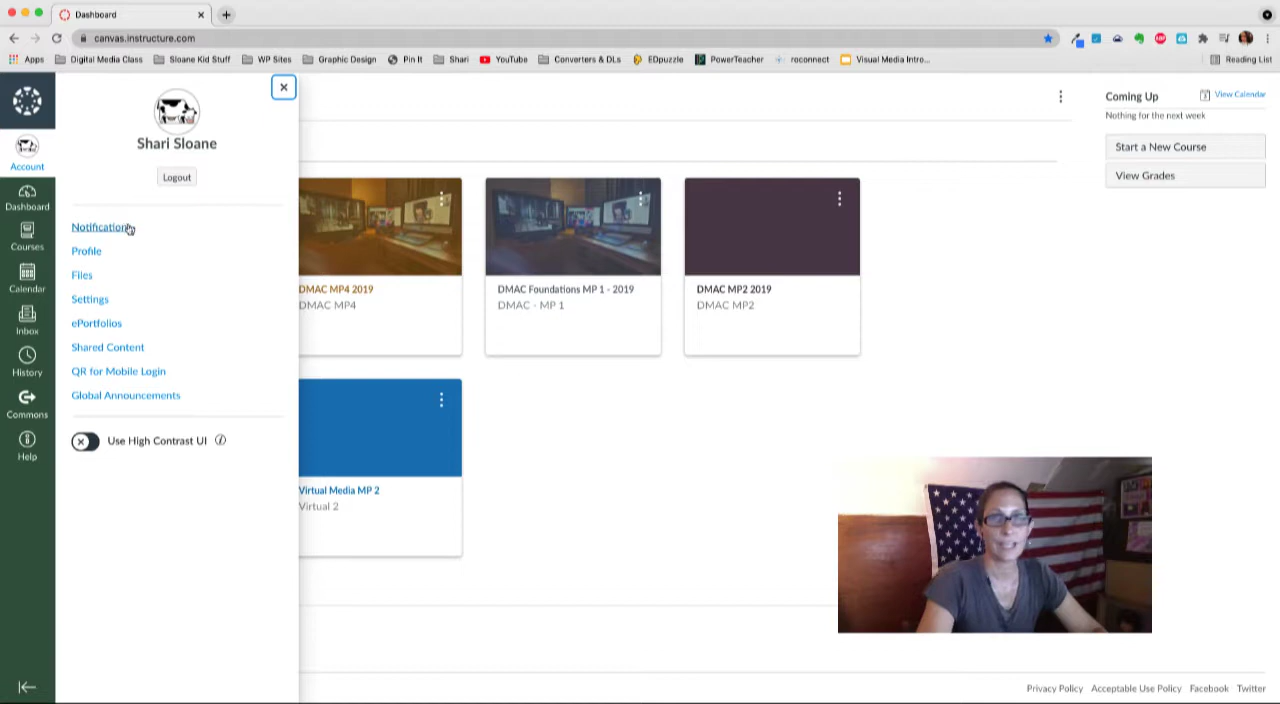 Dashboard
canvas.instructure.com
Apps Digital Media Class Sloane Kid Stuff WP Sites Graphic Design Pin It Shari YouTube Converters & DLs EDpuzzle PowerTeacher reconnect Visual Media Intro... Reading List
Account
Dashboard
Courses
Calendar
Inbox
History
Commons
Help
Shari Sloane
Logout
Notifications
Profile
Files
Settings
ePortfolios
Shared Content
QR for Mobile Login
Global Announcements
Use High Contrast UI
DMAC MP4 2019
DMAC MP4
DMAC Foundations MP 1 - 2019
DMAC - MP 1
DMAC MP2 2019
DMAC MP2
Virtual Media MP 2
Virtual 2
Coming Up View Calendar
Nothing for the next week
Start a New Course
View Grades
Privacy Policy Acceptable Use Policy Facebook Twitter